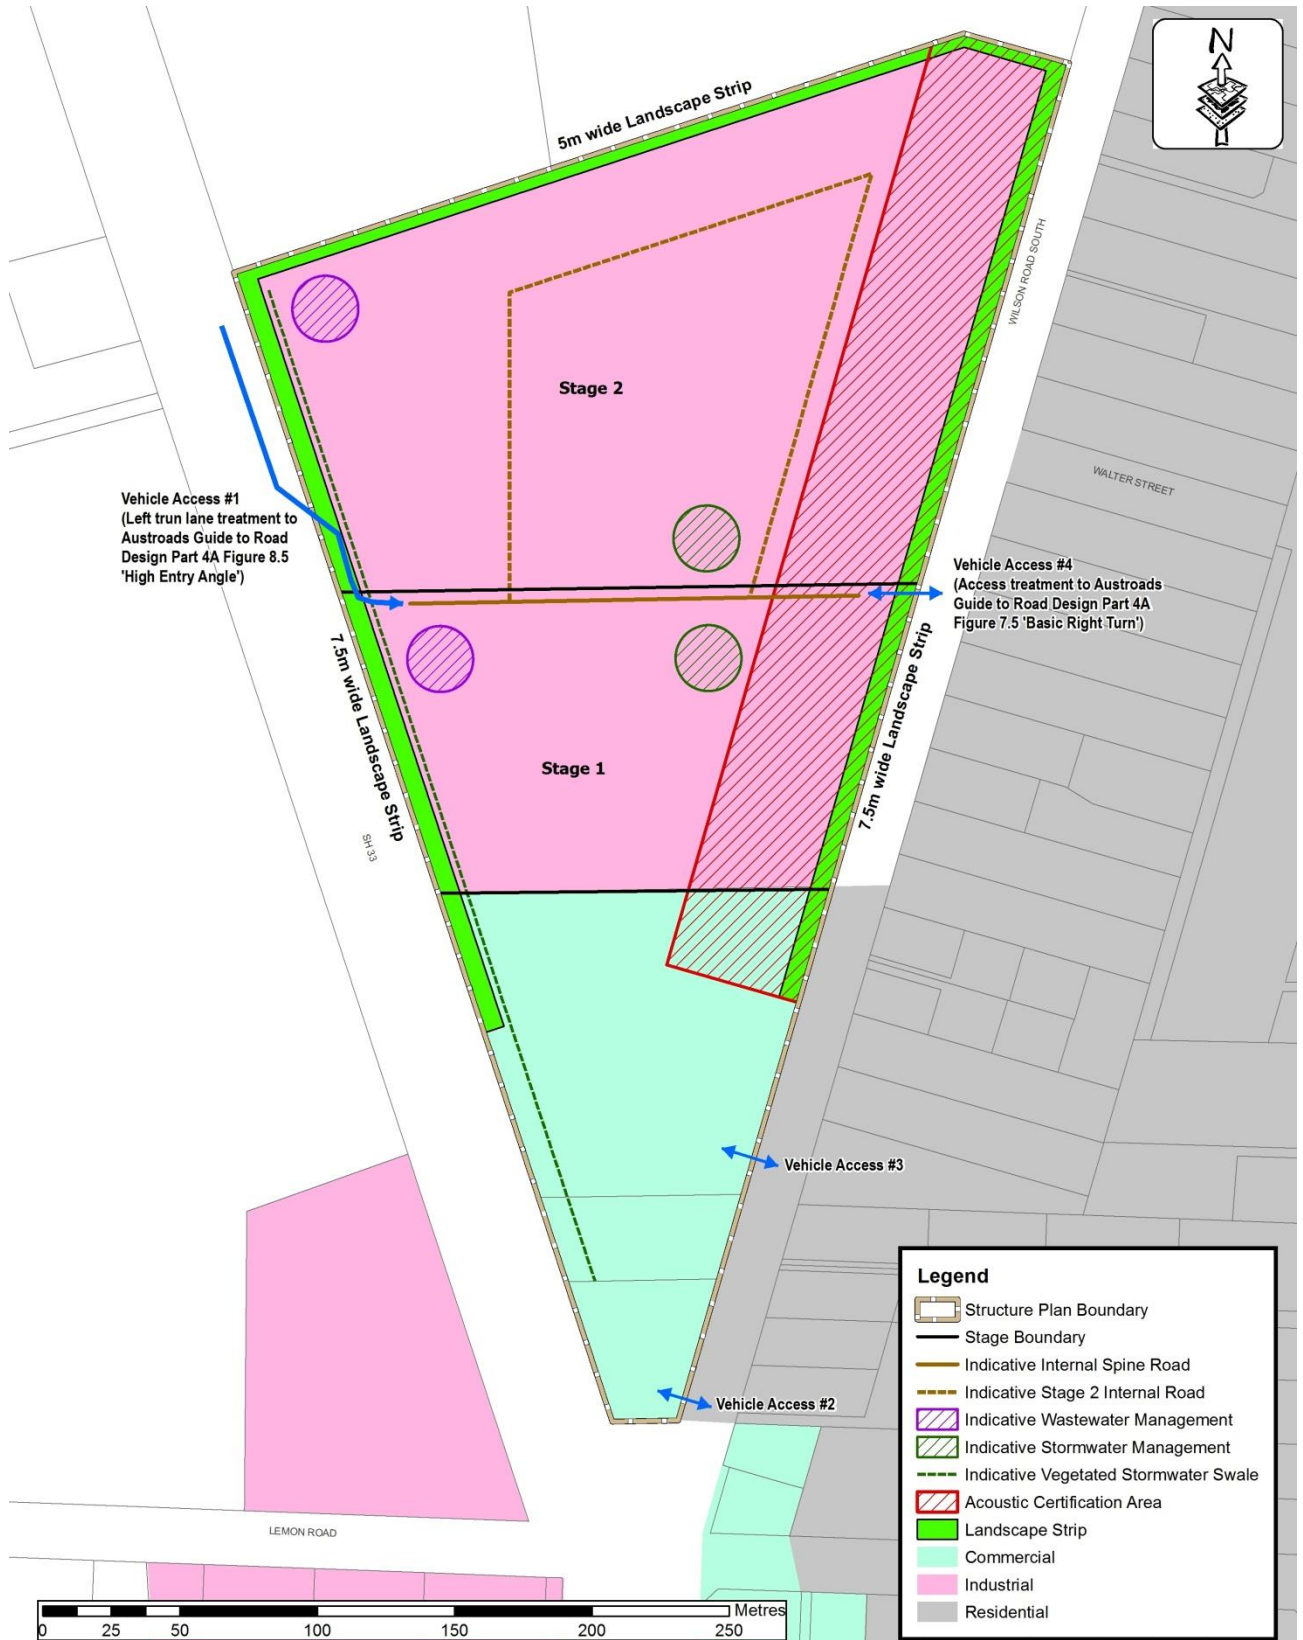 N
5m wide Landscape Strip
WILSON ROAD SOUTH
Stage 2
WALTER STREET
Vehicle Access #1
(Left trun lane treatment to
Austroads Guide to Road
Design Part 4A Figure 8.5
'High Entry Angle')
Vehicle Access #4
(Access treatment to Austroads
Guide to Road Design Part 4A
Figure 7.5 'Basic Right Turn')
7.5m wide Landscape Strip
7.5m wide Landscape Strip
Stage 1
SH 33
Vehicle Access #3
Vehicle Access #2
LEMON ROAD
Legend
Structure Plan Boundary
Stage Boundary
Indicative Internal Spine Road
Indicative Stage 2 Internal Road
Indicative Wastewater Management
Indicative Stormwater Management
Indicative Vegetated Stormwater Swale
Acoustic Certification Area
Landscape Strip
Commercial
Industrial
Residential
Metres
0 25 50 100 150 200 250